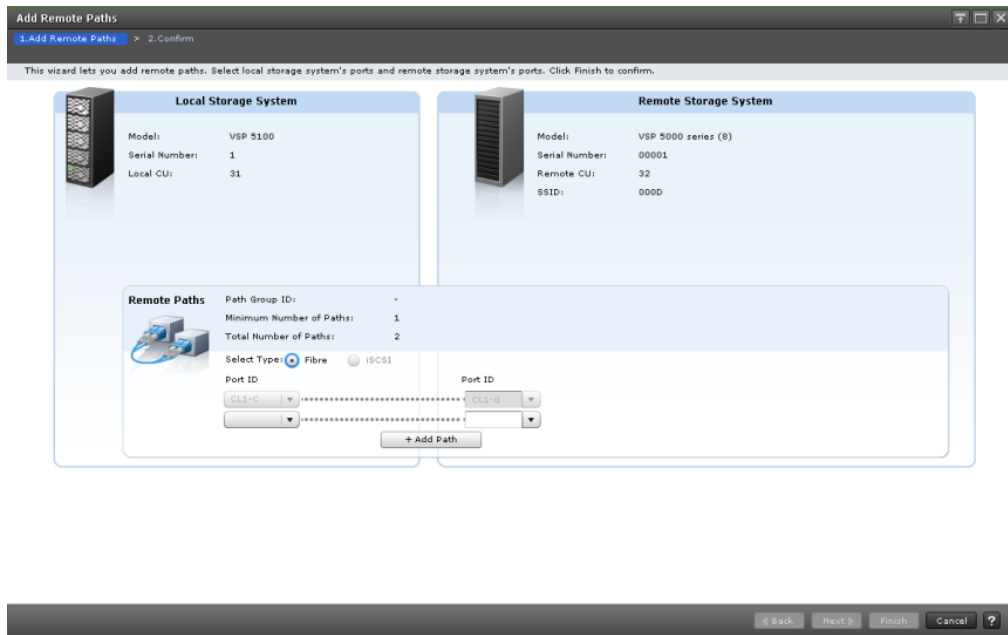 Add Remote Paths
1.Add Remote Paths > 2.Confirm
This wizard lets you add remote paths. Select local storage system's ports and remote storage system's ports. Click Finish to confirm.
Local Storage System
Model: VSP 5100
Serial Number: 1
Local CU: 31
Remote Storage System
Model: VSP 5000 series (8)
Serial Number: 00001
Remote CU: 32
SSID: 000D
Remote Paths
Path Group ID: -
Minimum Number of Paths: 1
Total Number of Paths: 2
Select Type: Fibre iSCSI
Port ID Port ID
CL1-C CL1-G
+ Add Path
Back Next Finish Cancel ?